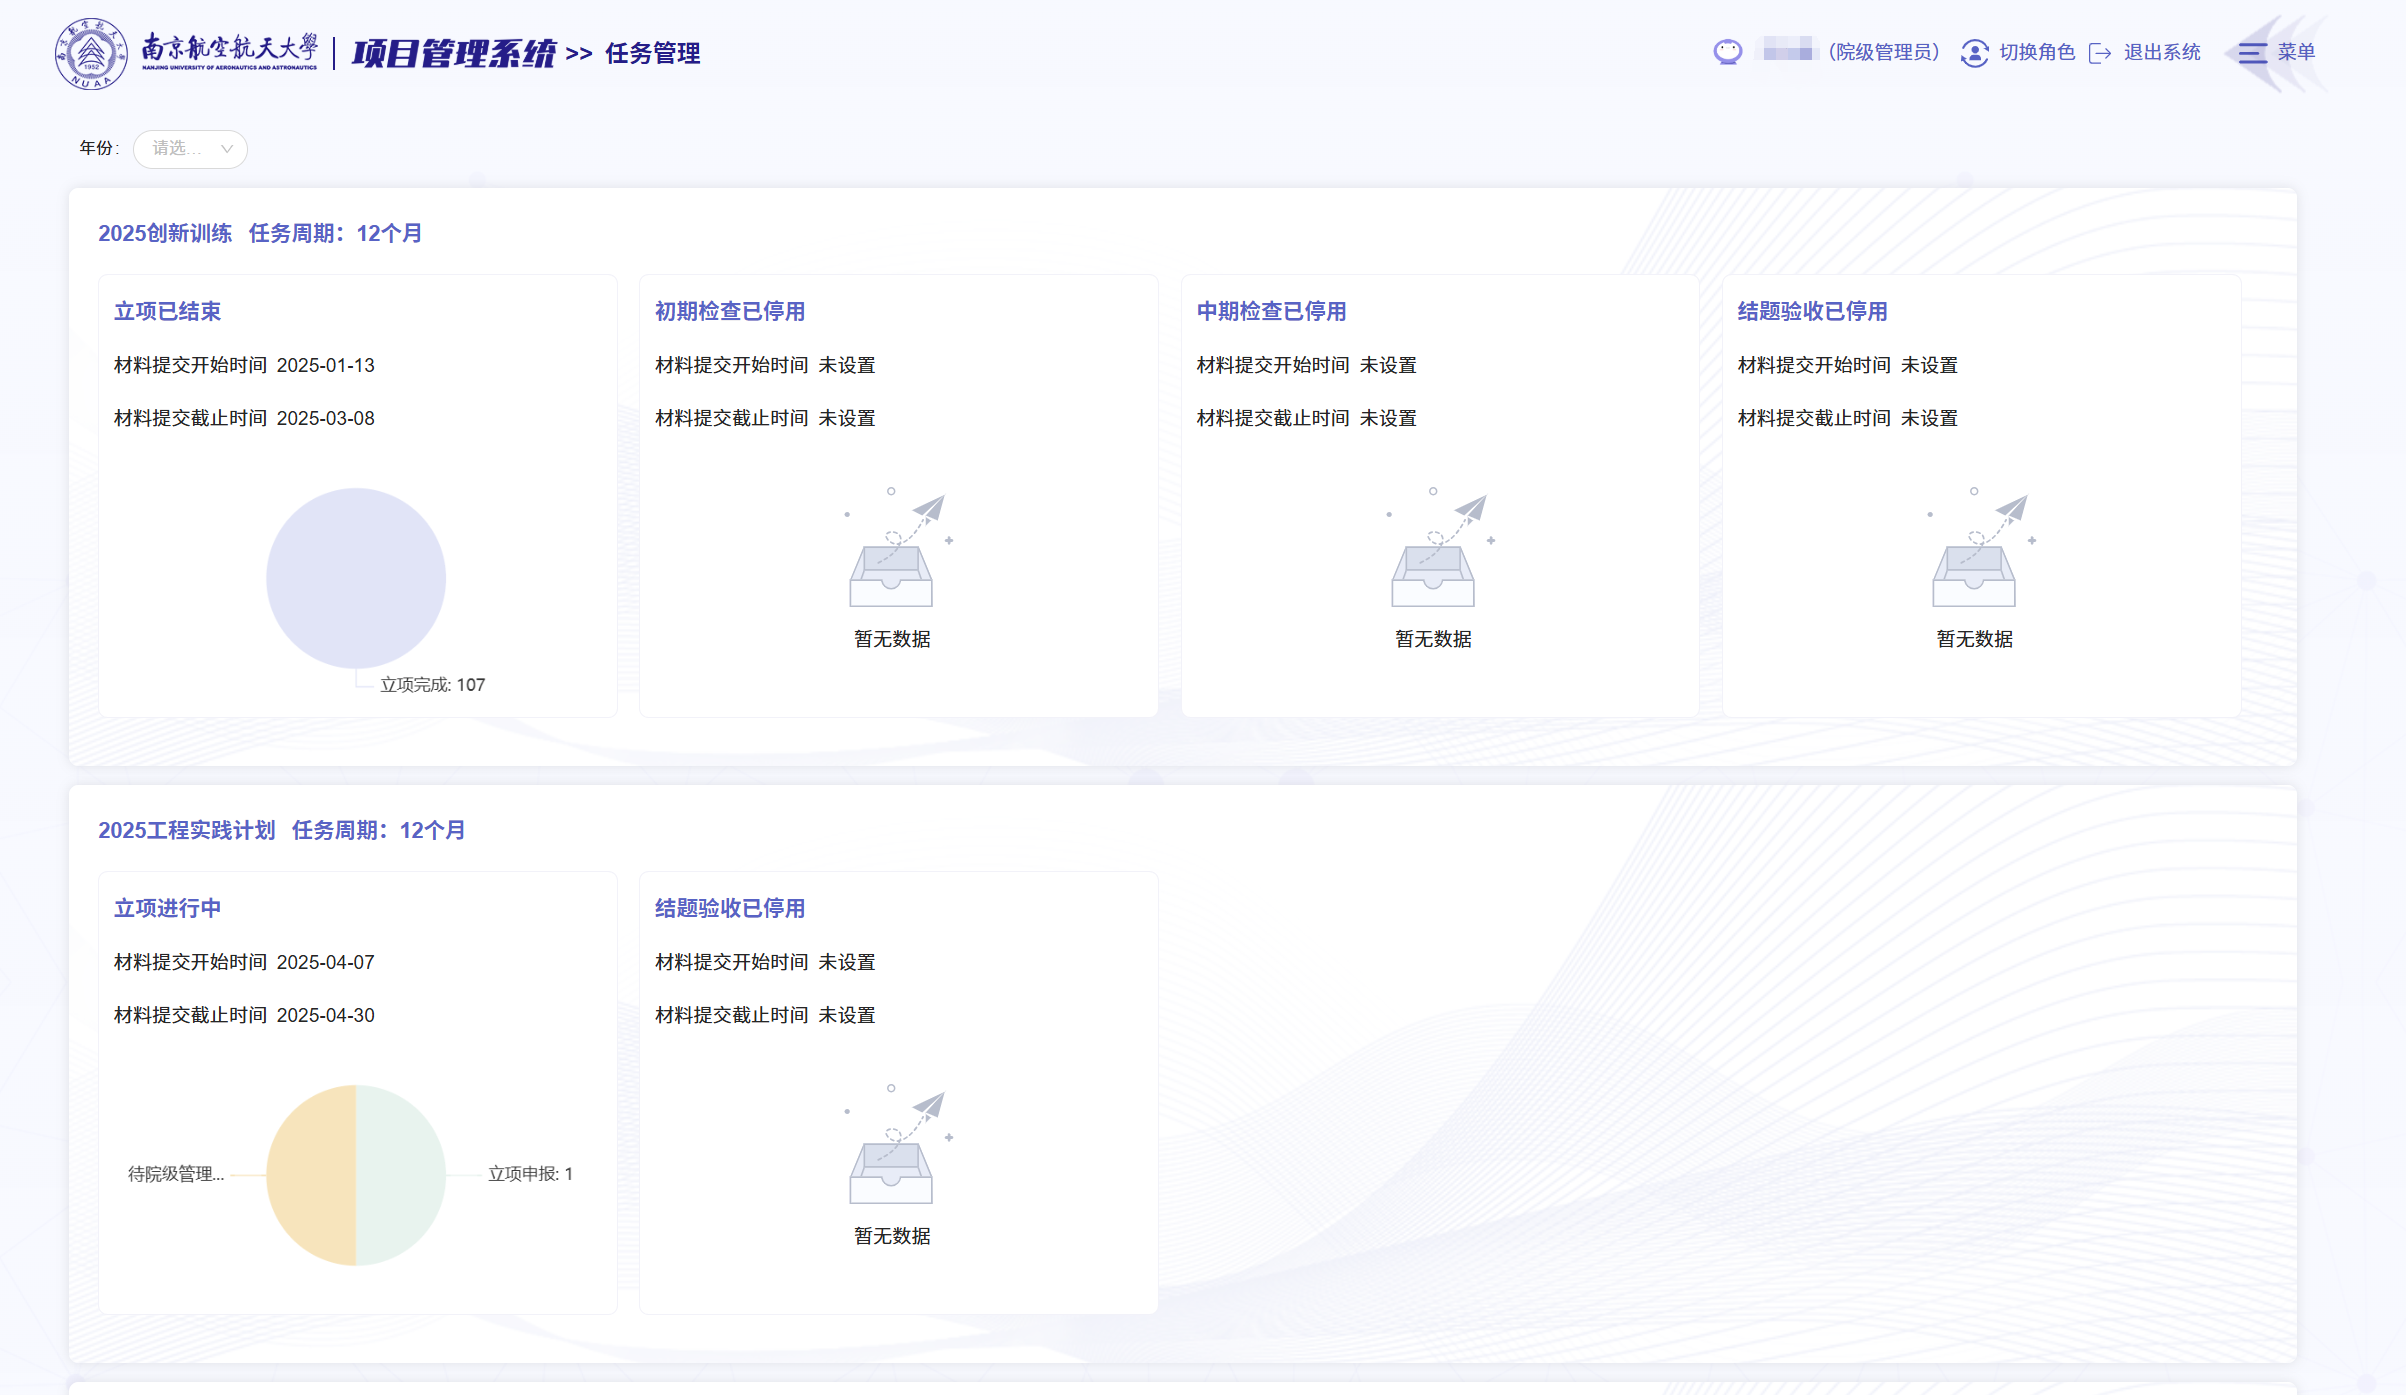 南京航空航天大學
NANJING UNIVERSITY OF AERONAUTICS AND ASTRONAUTICS
南京航空航天大学
1952
NUAA
项目管理系统 >> 任务管理
(院级管理员) 切换角色 退出系统 菜单
年份: 请选...
2025创新训练 任务周期：12个月
立项已结束
材料提交开始时间 2025-01-13
材料提交截止时间 2025-03-08
立项完成: 107
初期检查已停用
材料提交开始时间 未设置
材料提交截止时间 未设置
暂无数据
中期检查已停用
材料提交开始时间 未设置
材料提交截止时间 未设置
暂无数据
结题验收已停用
材料提交开始时间 未设置
材料提交截止时间 未设置
暂无数据
2025工程实践计划 任务周期：12个月
立项进行中
材料提交开始时间 2025-04-07
材料提交截止时间 2025-04-30
待院级管理...
立项申报: 1
结题验收已停用
材料提交开始时间 未设置
材料提交截止时间 未设置
暂无数据